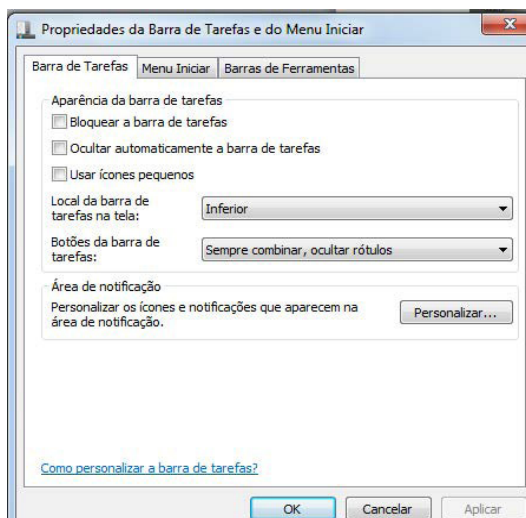 Propriedades da Barra de Tarefas e do Menu Iniciar
Barra de Tarefas Menu Iniciar Barras de Ferramentas
Aparência da barra de tarefas
Bloquear a barra de tarefas
Ocultar automaticamente a barra de tarefas
Usar ícones pequenos
Local da barra de
tarefas na tela:
Inferior
Botões da barra de
tarefas:
Sempre combinar, ocultar rótulos
Área de notificação
Personalizar os ícones e notificações que aparecem na
área de notificação.
Personalizar...
Como personalizar a barra de tarefas?
OK Cancelar Aplicar